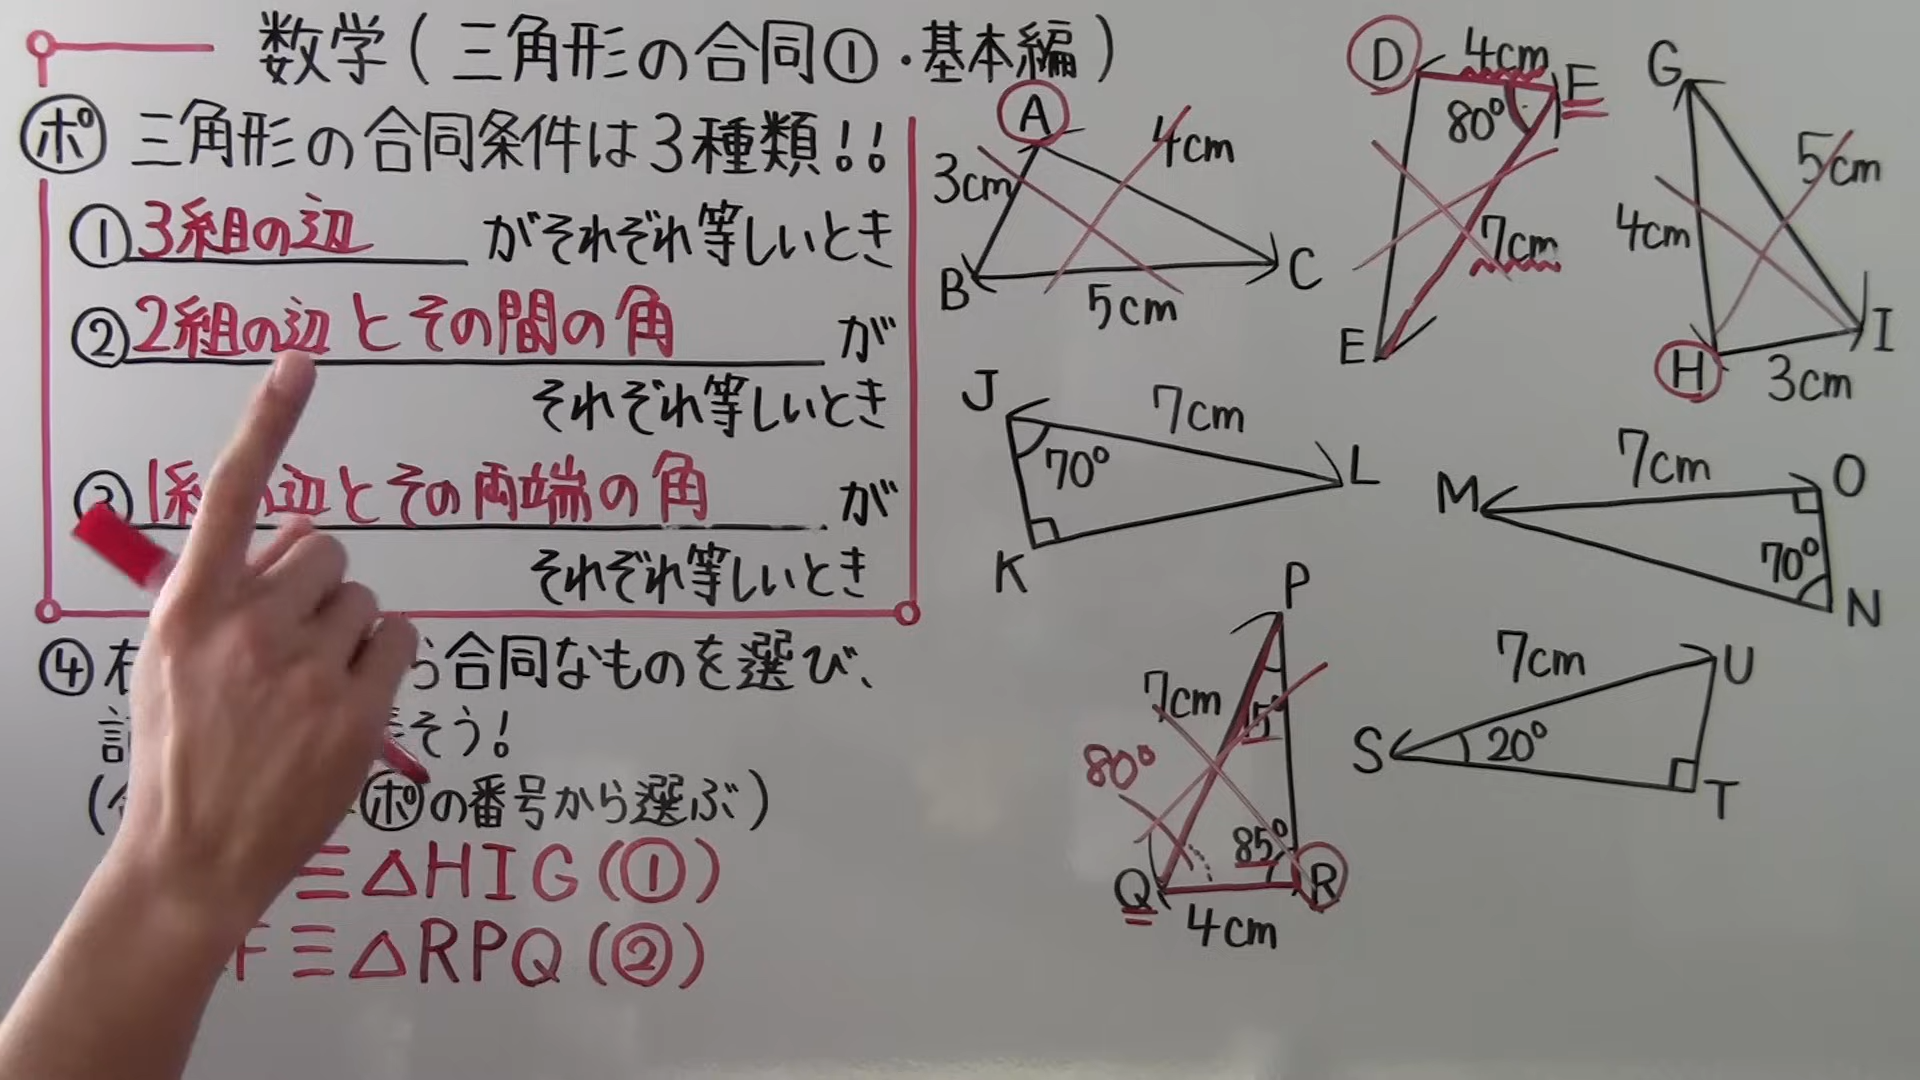 数学(三角形の合同①・基本編)
ポ 三角形の合同条件は3種類!!
① 3組の辺 がそれぞれ等しいとき
② 2組の辺とその間の角 が
それぞれ等しいとき
1 辺とその両端の角 が
それぞれ等しいとき
④ 合同なものを選び、
そう!
ポの番号から選ぶ)
≡△HIG(①)
F≡△RPQ(②)
A
3cm
4cm
B
C
5cm
D
4cm
F
80°
7cm
E
G
5cm
4cm
H
I
3cm
J
7cm
70°
L
K
7cm
M
O
70°
N
P
7cm
5°
80°
85°
Q
R
4cm
7cm
U
S
20°
T